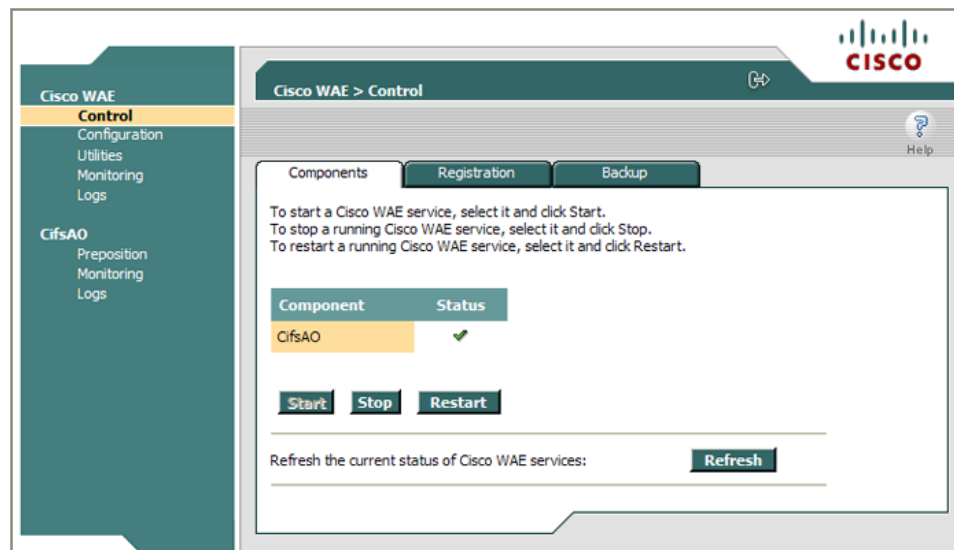 CISCO
Cisco WAE
Control
Configuration
Utilities
Monitoring
Logs
CifsAO
Preposition
Monitoring
Logs
Cisco WAE > Control
Help
Components Registration Backup
To start a Cisco WAE service, select it and click Start.
To stop a running Cisco WAE service, select it and click Stop.
To restart a running Cisco WAE service, select it and click Restart.
Component Status
CifsAO
Start Stop Restart
Refresh the current status of Cisco WAE services: Refresh